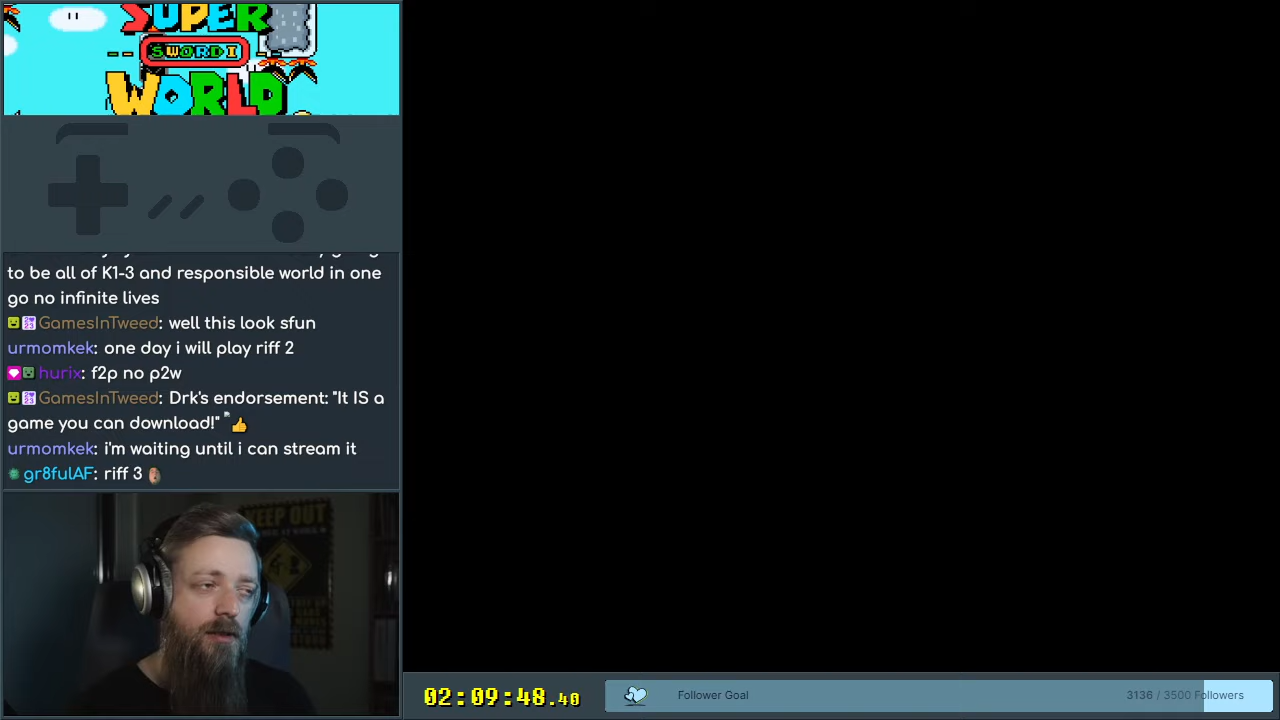 SUPER
-- SWORDI --
WORLD
to be all of K1-3 and responsible world in one
go no infinite lives
GamesInTweed: well this look sfun
urmomkek: one day i will play riff 2
hurix: f2p no p2w
GamesInTweed: Drk's endorsement: "It IS a
game you can download!"
urmomkek: i'm waiting until i can stream it
gr8fulAF: riff 3
KEEP OUT
02:09:48.40
Follower Goal
3136 / 3500 Followers